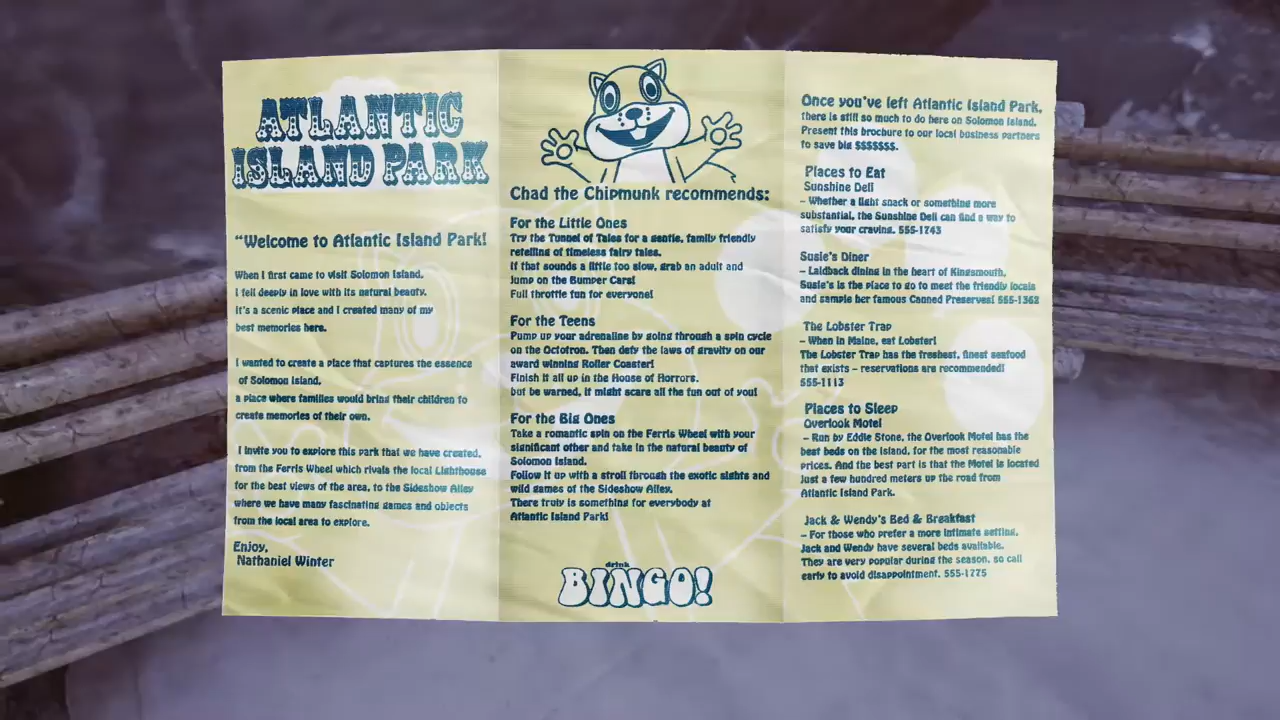 ATLANTIC
ISLAND PARK
"Welcome to Atlantic Island Park!
When I first came to visit Solomon Island,
I fell deeply in love with its natural beauty.
It's a scenic place and I created many of my
best memories here.
I wanted to create a place that captures the essence
of Solomon Island,
a place where families would bring their children to
create memories of their own.
I invite you to explore this park that we have created,
from the Ferris Wheel which rivals the local Lighthouse
for the best views of the area, to the Sideshow Alley
where we have many fascinating games and objects
from the local area to explore.
Enjoy,
Nathaniel Winter
Chad the Chipmunk recommends:
For the Little Ones
Try the Tunnel of Tales for a gentle, family friendly
retelling of timeless fairy tales.
If that sounds a little too slow, grab an adult and
jump on the Bumper Cars!
Full throttle fun for everyone!
For the Teens
Pump up your adrenaline by going through a spin cycle
on the Octotron. Then defy the laws of gravity on our
award winning Roller Coaster!
Finish it all up in the House of Horrors.
but be warned, it might scare all the fun out of you!
For the Big Ones
Take a romantic spin on the Ferris Wheel with your
significant other and take in the natural beauty of
Solomon Island.
Follow it up with a stroll through the exotic sights and
wild games of the Sideshow Alley.
There truly is something for everybody at
Atlantic Island Park!
drink
BINGO!
Once you've left Atlantic Island Park,
there is still so much to do here on Solomon Island.
Present this brochure to our local business partners
to save big $$$$$$$.
Places to Eat
Sunshine Deli
- Whether a light snack or something more
substantial, the Sunshine Deli can find a way to
satisfy your craving. 555-1743
Susie's Diner
- Laidback dining in the heart of Kingsmouth,
Susie's is the place to go to meet the friendly locals
and sample her famous Canned Preserves! 555-1362
The Lobster Trap
- When in Maine, eat Lobster!
The Lobster Trap has the freshest, finest seafood
that exists - reservations are recommended!
555-1113
Places to Sleep
Overlook Motel
- Run by Eddie Stone, the Overlook Motel has the
best beds on the island, for the most reasonable
prices. And the best part is that the Motel is located
just a few hundred meters up the road from
Atlantic Island Park.
Jack & Wendy's Bed & Breakfast
- For those who prefer a more intimate setting,
Jack and Wendy have several beds available.
They are very popular during the season, so call
early to avoid disappointment. 555-1775